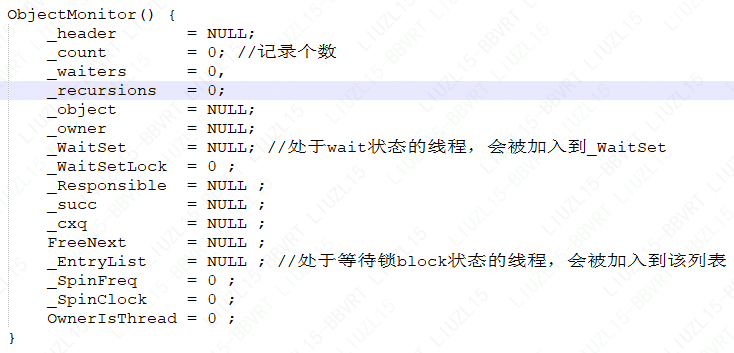 ObjectMonitor() {
    _header       = NULL;
    _count        = 0; //记录个数
    _waiters      = 0,
    _recursions   = 0;
    _object       = NULL;
    _owner        = NULL;
    _WaitSet      = NULL; //处于wait状态的线程，会被加入到_WaitSet
    _WaitSetLock  = 0 ;
    _Responsible  = NULL ;
    _succ         = NULL ;
    _cxq          = NULL ;
    FreeNext      = NULL ;
    _EntryList    = NULL ; //处于等待锁block状态的线程，会被加入到该列表
    _SpinFreq     = 0 ;
    _SpinClock    = 0 ;
    OwnerIsThread = 0 ;
}